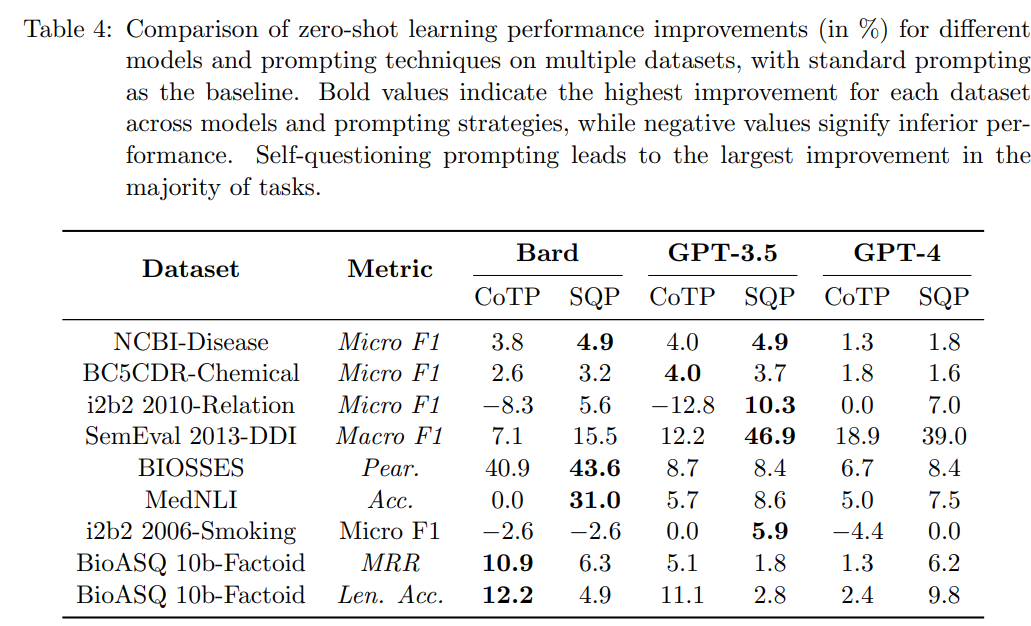 Table 4: Comparison of zero-shot learning performance improvements (in %) for different
models and prompting techniques on multiple datasets, with standard prompting
as the baseline. Bold values indicate the highest improvement for each dataset
across models and prompting strategies, while negative values signify inferior per-
formance. Self-questioning prompting leads to the largest improvement in the
majority of tasks.
Dataset Metric Bard GPT-3.5 GPT-4
CoTP SQP CoTP SQP CoTP SQP
NCBI-Disease Micro F1 3.8 4.9 4.0 4.9 1.3 1.8
BC5CDR-Chemical Micro F1 2.6 3.2 4.0 3.7 1.8 1.6
i2b2 2010-Relation Micro F1 −8.3 5.6 −12.8 10.3 0.0 7.0
SemEval 2013-DDI Macro F1 7.1 15.5 12.2 46.9 18.9 39.0
BIOSSES Pear. 40.9 43.6 8.7 8.4 6.7 8.4
MedNLI Acc. 0.0 31.0 5.7 8.6 5.0 7.5
i2b2 2006-Smoking Micro F1 −2.6 −2.6 0.0 5.9 −4.4 0.0
BioASQ 10b-Factoid MRR 10.9 6.3 5.1 1.8 1.3 6.2
BioASQ 10b-Factoid Len. Acc. 12.2 4.9 11.1 2.8 2.4 9.8